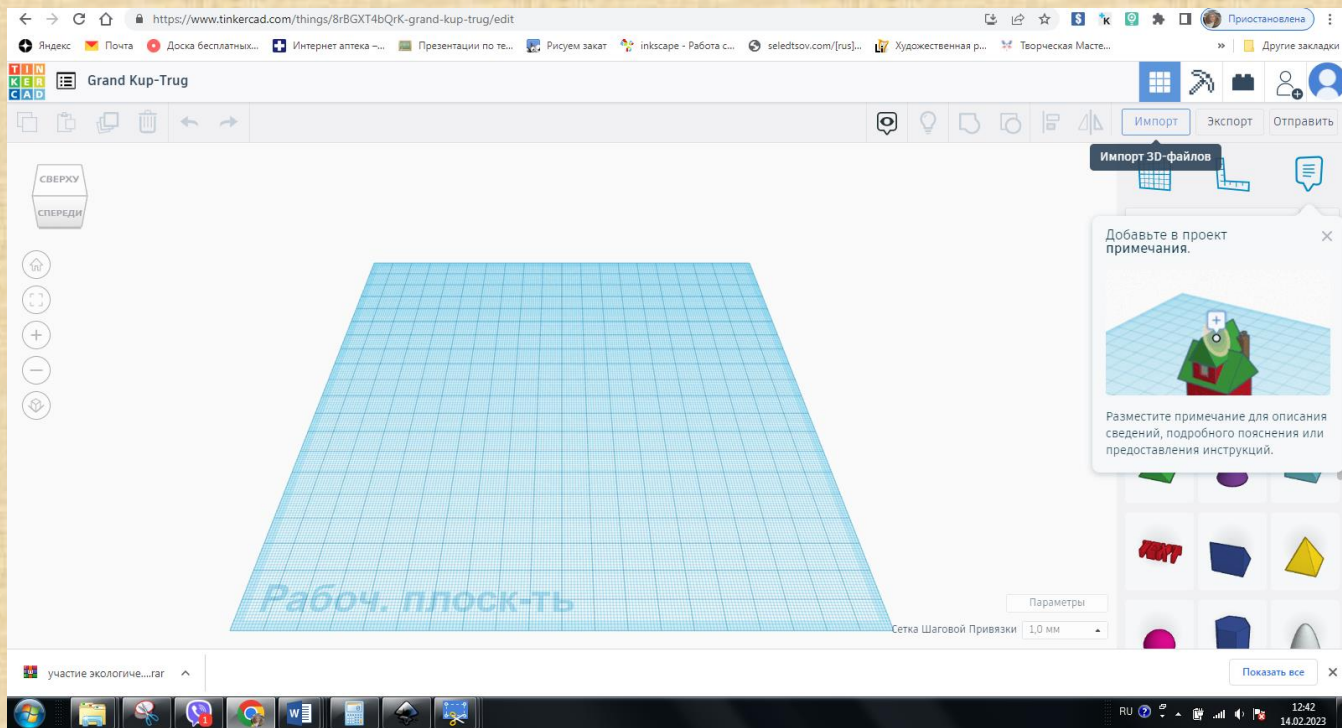 https://www.tinkercad.com/things/8rBGXT4bQrK-grand-kup-trug/edit
Приостановлена
Яндекс
Почта
Доска бесплатных...
Интернет аптека –...
Презентации по те...
Рисуем закат
inkscape - Работа с...
seledtsov.com/[rus]...
Художественная р...
Творческая Масте...
»
Другие закладки
TIN
KER
CAD
Grand Kup-Trug
Импорт
Экспорт
Отправить
Импорт 3D-файлов
СВЕРХУ
СПЕРЕДИ
Добавьте в проект
примечания.
Разместите примечание для описания
сведений, подробного пояснения или
предоставления инструкций.
TEXT
Рабоч. плоск-ть
Параметры
Сетка Шаговой Привязки
1,0 мм
участие экологиче....rar
Показать все
RU
12:42
14.02.2023